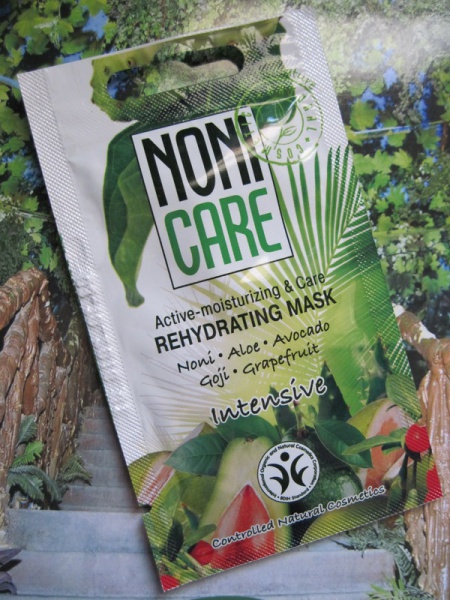 NONI
CARE
Active-moisturizing & Care
REHYDRATING MASK
Noni • Aloe • Avocado
Goji • Grapefruit
Intensive
Controlled Natural Cosmetics